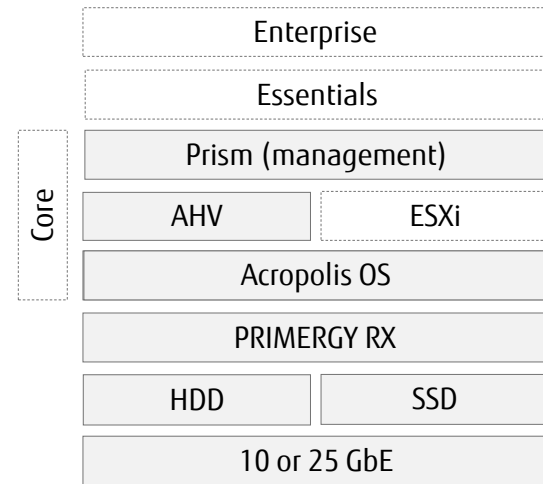 Enterprise
Essentials
Core
Prism (management)
AHV
ESXi
Acropolis OS
PRIMERGY RX
HDD
SSD
10 or 25 GbE